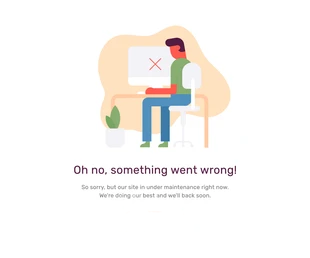 Oh no, something went wrong!
So sorry, but our site in under maintenance right now.
We're doing our best and we'll back soon.